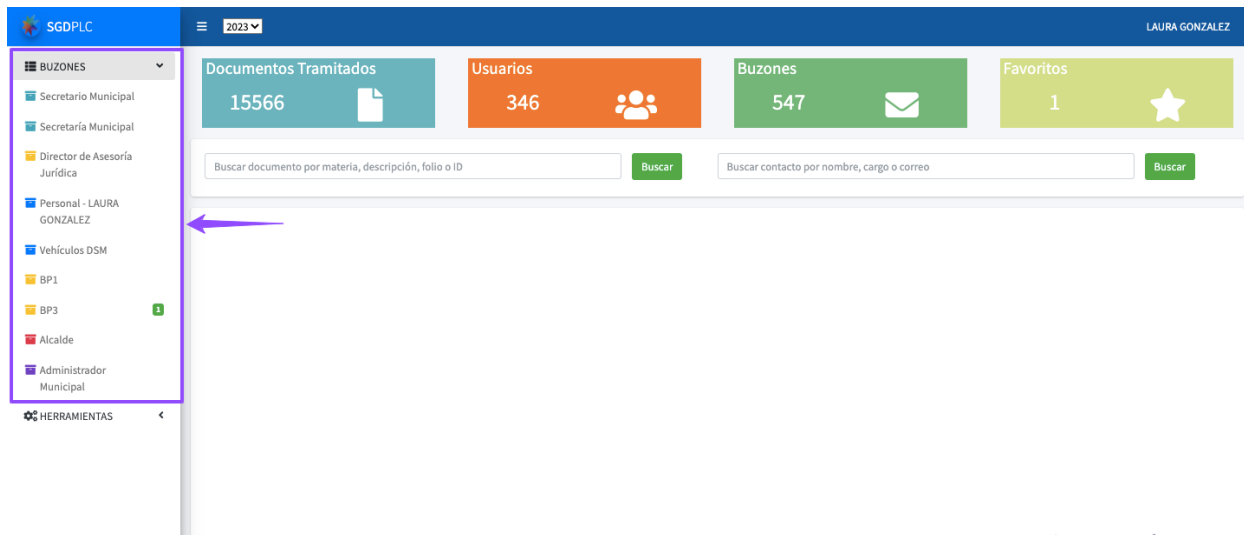 SGDPLC
2023
LAURA GONZALEZ
BUZONES
Secretario Municipal
Secretaría Municipal
Director de Asesoría
Jurídica
Personal - LAURA
GONZALEZ
Vehículos DSM
BP1
BP3 1
Alcalde
Administrador
Municipal
HERRAMIENTAS
Documentos Tramitados
15566
Usuarios
346
Buzones
547
Favoritos
1
Buscar documento por materia, descripción, folio o ID
Buscar
Buscar contacto por nombre, cargo o correo
Buscar